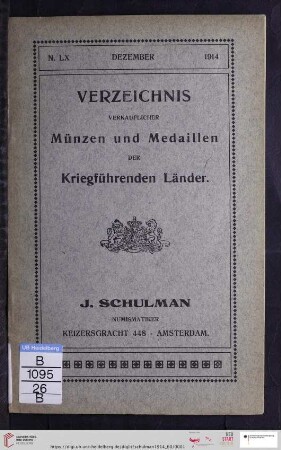 N. LX DEZEMBER 1914
VERZEICHNIS
VERKAUFLICHER
Münzen und Medaillen
DER
Kriegführenden Länder.
J. SCHULMAN
NUMISMATIKER
KEIZERSGRACHT 448 - AMSTERDAM.
UB Heidelberg
B
1095
26
B